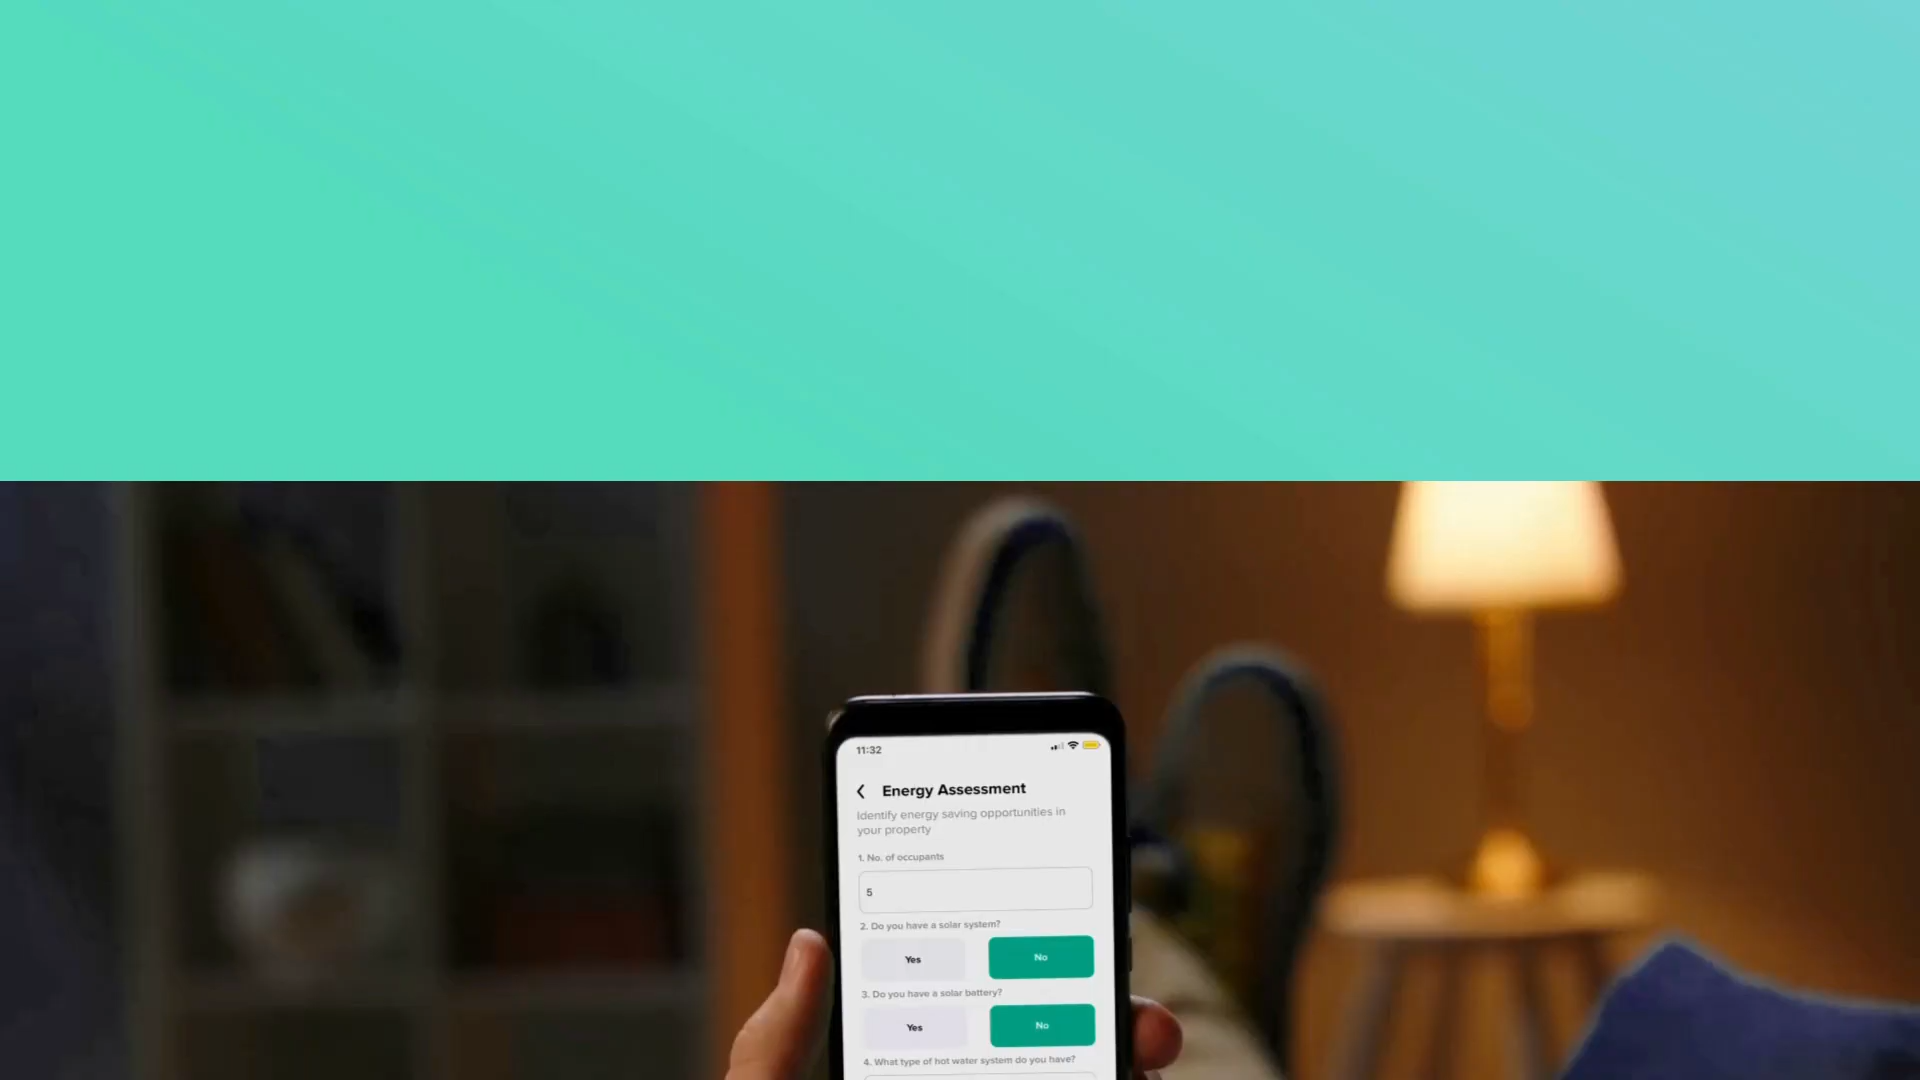 11:32
Energy Assessment
Identify energy saving opportunities in
your property
1. No. of occupants
5
2. Do you have a solar system?
Yes No
3. Do you have a solar battery?
Yes No
4. What type of hot water system do you have?